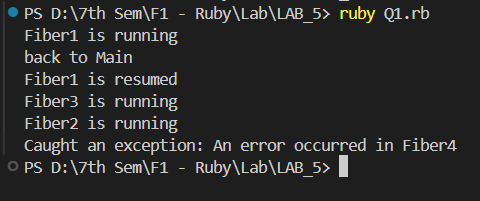 PS D:\7th Sem\F1 - Ruby\Lab\LAB_5> ruby Q1.rb
Fiber1 is running
back to Main
Fiber1 is resumed
Fiber3 is running
Fiber2 is running
Caught an exception: An error occurred in Fiber4
PS D:\7th Sem\F1 - Ruby\Lab\LAB_5>